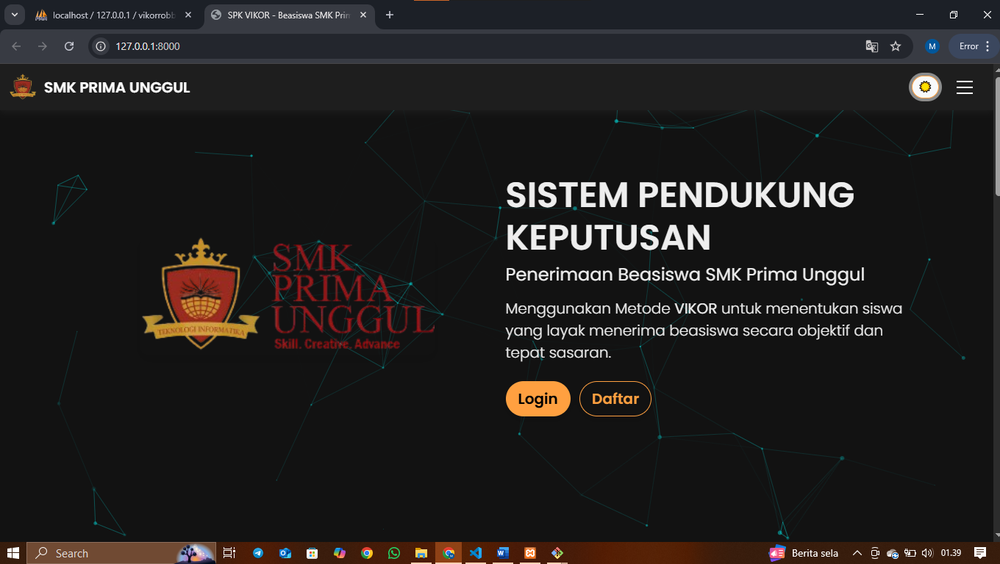 localhost / 127.0.0.1 / vikorrobb
SPK VIKOR - Beasiswa SMK Prim
127.0.0.1:8000
M
Error
SMK PRIMA UNGGUL
SISTEM PENDUKUNG
KEPUTUSAN
Penerimaan Beasiswa SMK Prima Unggul
Menggunakan Metode VIKOR untuk menentukan siswa
yang layak menerima beasiswa secara objektif dan
tepat sasaran.
Login
Daftar
SMK
PRIMA
UNGGUL
Skill. Creative. Advance
TEKNOLOGI INFORMATIKA
Search
Berita sela
01.39